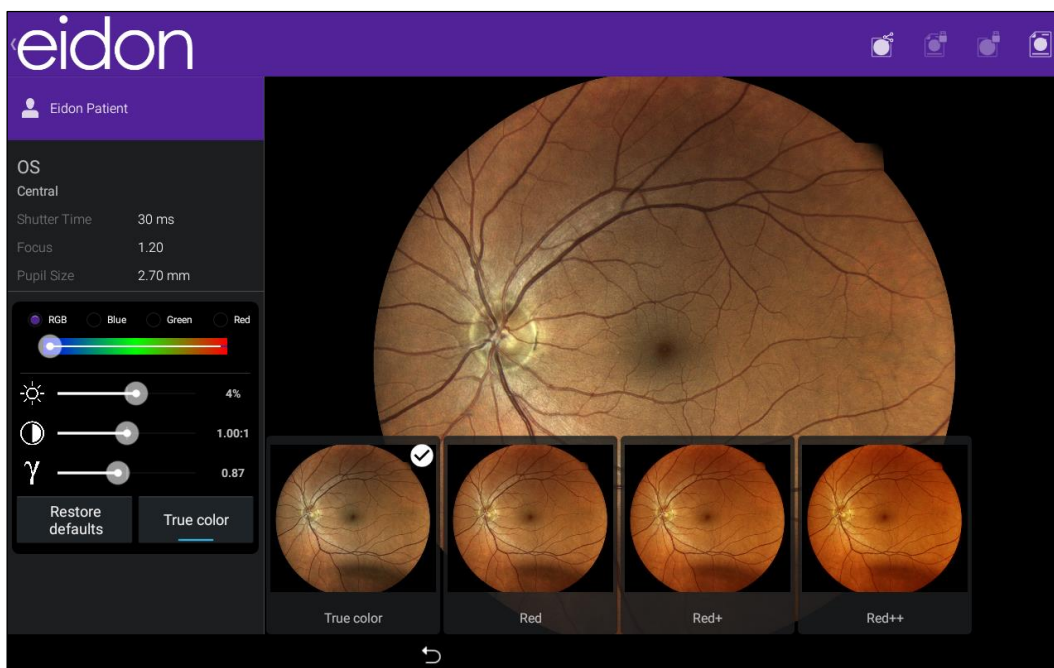 eidon
Eidon Patient
OS
Central
Shutter Time 30 ms
Focus 1.20
Pupil Size 2.70 mm
RGB Blue Green Red
4%
1.00:1
γ 0.87
Restore defaults
True color
True color
Red
Red+
Red++